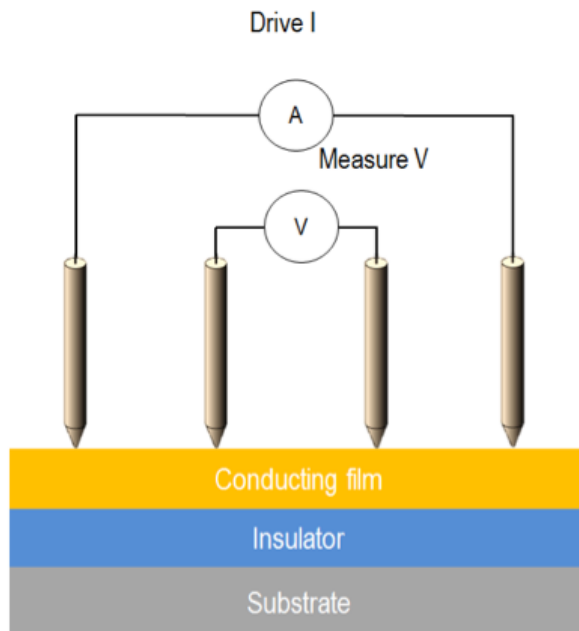 Drive I
A
Measure V
V
Conducting film
Insulator
Substrate